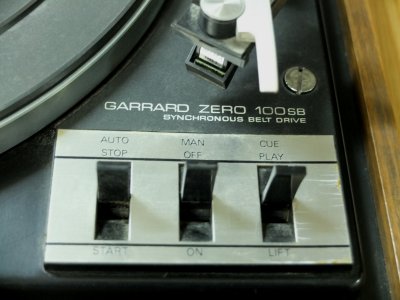 GARRARD ZERO 100SB
SYNCHRONOUS BELT DRIVE
AUTO MAN CUE
STOP OFF PLAY
START ON LIFT